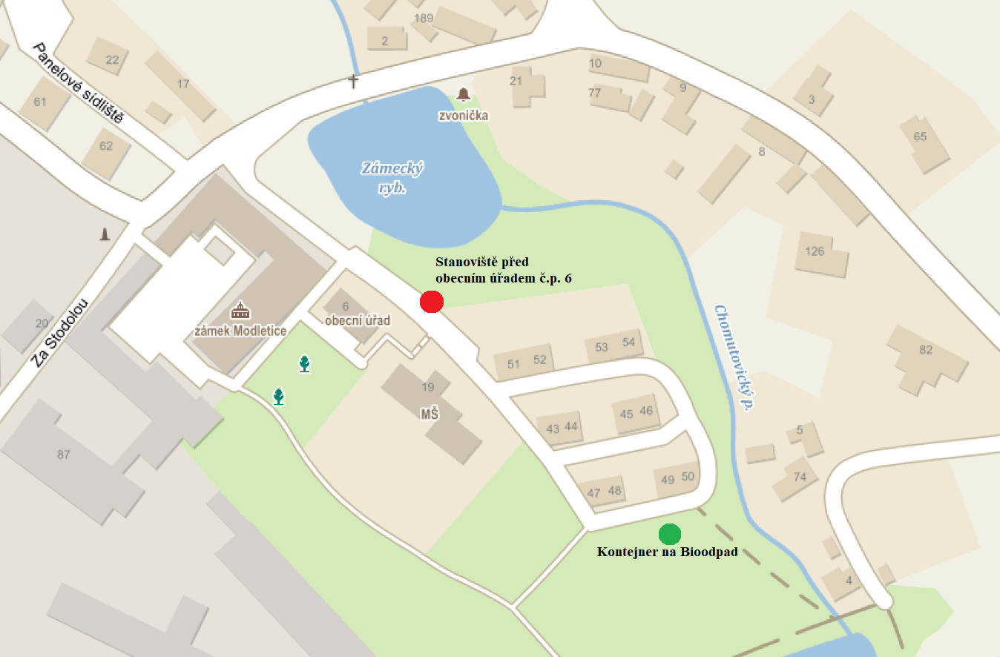 189
2
Panelové sídliště
22
17
61
62
zvonička
21
10
77
9
3
65
8
Zámecký
ryb.
126
Stanoviště před
obecním úřadem č.p. 6
6
obecní úřad
zámek Modletice
20
Za Stodolou
Chomutovický p.
82
51
52
53
54
19
MŠ
43
44
45
46
47
48
49
50
5
74
87
Kontejner na Bioodpad
4